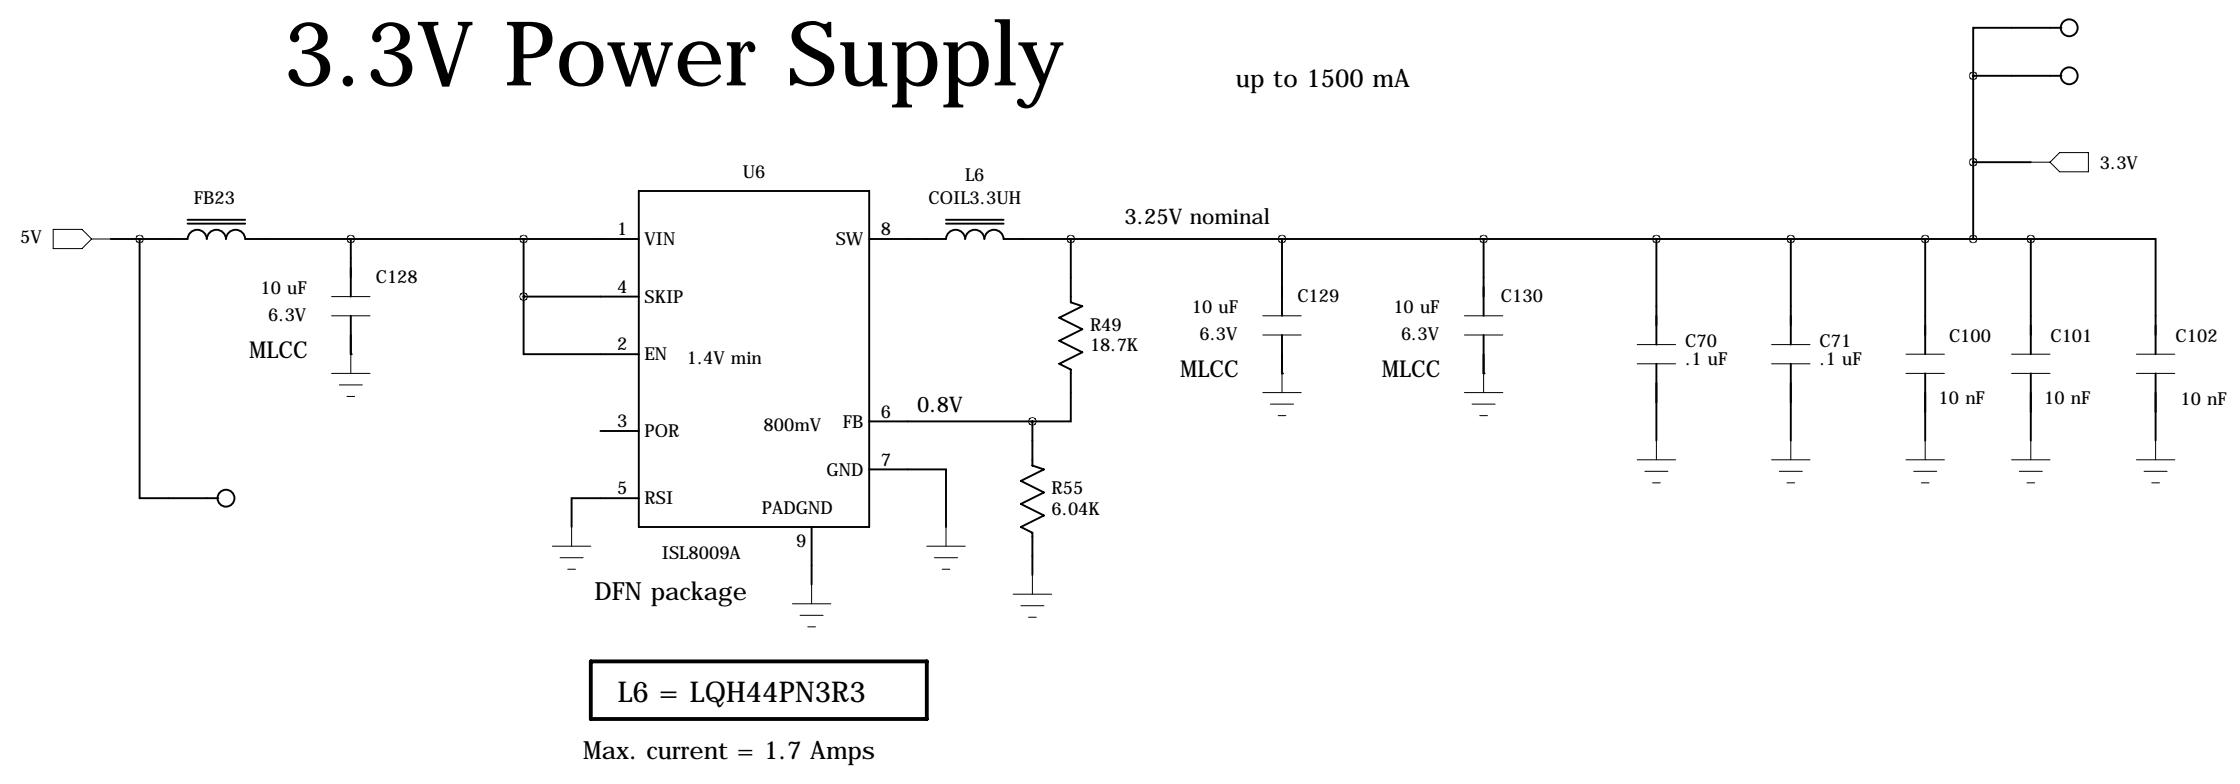 3.3V Power Supply
up to 1500 mA
3.3V
U6
L6
COIL3.3UH
FB23
3.25V nominal
5V
1
VIN
SW
8
C128
10 uF
6.3V
MLCC
4
SKIP
2
EN
1.4V min
C129
10 uF
6.3V
MLCC
C130
10 uF
6.3V
MLCC
R49
18.7K
C70
.1 uF
C71
.1 uF
C100
10 nF
C101
10 nF
C102
10 nF
0.8V
3
POR
800mV
FB
6
GND
7
5
RSI
R55
6.04K
PADGND
9
ISL8009A
DFN package
L6 = LQH44PN3R3
Max. current = 1.7 Amps